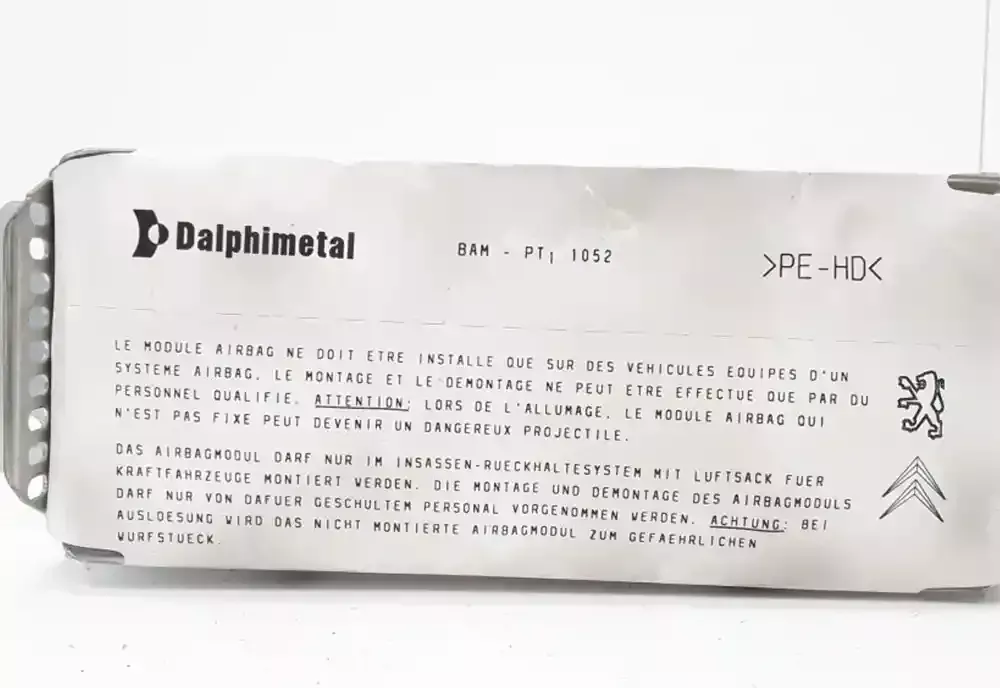 Dalphimetal
BAM - PT₁ 1052
>PE-HD<
LE MODULE AIRBAG NE DOIT ETRE INSTALLE QUE SUR DES VEHICULES EQUIPES D'UN
SYSTEME AIRBAG. LE MONTAGE ET LE DEMONTAGE NE PEUT ETRE EFFECTUE QUE PAR DU
PERSONNEL QUALIFIE. ATTENTION: LORS DE L'ALLUMAGE, LE MODULE AIRBAG QUI
N'EST PAS FIXE PEUT DEVENIR UN DANGEREUX PROJECTILE.
DAS AIRBAGMODUL DARF NUR IM INSASSEN-RUECKHALTESYSTEM MIT LUFTSACK FUER
KRAFTFAHRZEUGE MONTIERT WERDEN. DIE MONTAGE UND DEMONTAGE DES AIRBAGMODULS
DARF NUR VON DAFUER GESCHULTEM PERSONAL VORGENOMMEN WERDEN. ACHTUNG: BEI
AUSLOESUNG WIRD DAS NICHT MONTIERTE AIRBAGMODUL ZUM GEFAEHRLICHEN
WURFSTUECK.